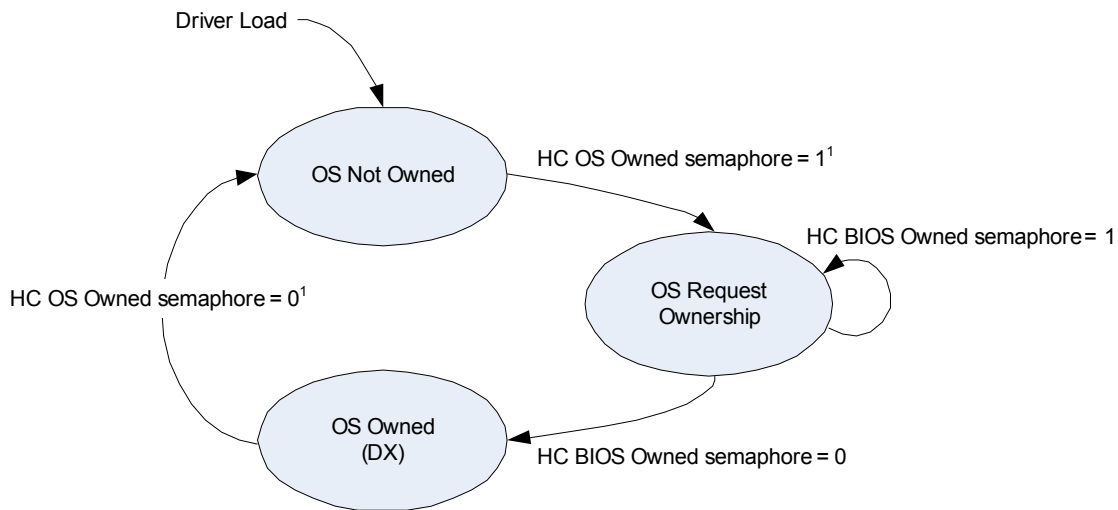 Driver Load
OS Not Owned
HC OS Owned semaphore = 1¹
HC BIOS Owned semaphore = 1
OS Request
Ownership
HC OS Owned semaphore = 0¹
OS Owned
(DX)
HC BIOS Owned semaphore = 0